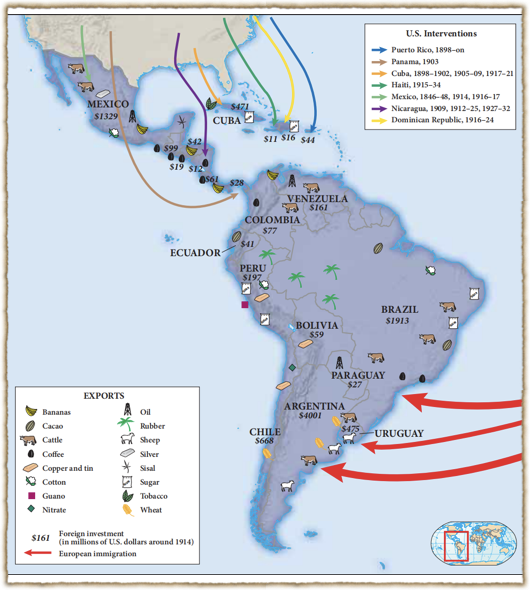 U.S. Interventions
Puerto Rico, 1898–on
Panama, 1903
Cuba, 1898–1902, 1905–09, 1917–21
Haiti, 1915–34
Mexico, 1846–48, 1914, 1916–17
Nicaragua, 1909, 1912–25, 1927–32
Dominican Republic, 1916–24
MEXICO
$1329
CUBA
$471
$11
$16
$44
$99
$42
$19
$12
$61
$28
VENEZUELA
$161
COLOMBIA
$77
ECUADOR
$41
PERU
$197
BRAZIL
$1913
BOLIVIA
$59
PARAGUAY
$27
ARGENTINA
$4001
CHILE
$668
$475
URUGUAY
EXPORTS
Bananas
Cacao
Cattle
Coffee
Copper and tin
Cotton
Guano
Nitrate
Oil
Rubber
Sheep
Silver
Sisal
Sugar
Tobacco
Wheat
$161 Foreign investment
(in millions of U.S. dollars around 1914)
European immigration